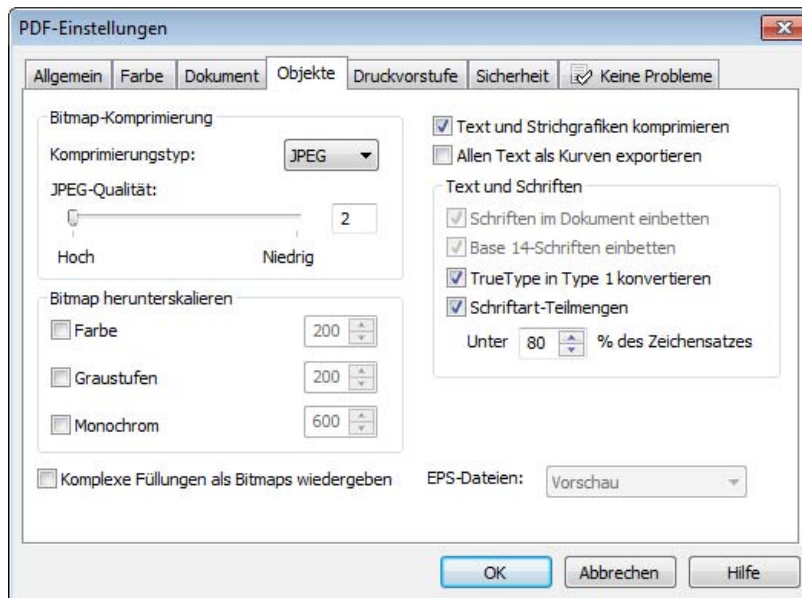 PDF-Einstellungen
Allgemein Farbe Dokument Objekte Druckvorstufe Sicherheit Keine Probleme
Bitmap-Komprimierung
Komprimierungstyp: JPEG
JPEG-Qualität:
2
Hoch Niedrig
Bitmap herunterskalieren
Farbe 200
Graustufen 200
Monochrom 600
Komplexe Füllungen als Bitmaps wiedergeben
Text und Strichgrafiken komprimieren
Allen Text als Kurven exportieren
Text und Schriften
Schriften im Dokument einbetten
Base 14-Schriften einbetten
TrueType in Type 1 konvertieren
Schriftart-Teilmengen
Unter 80 % des Zeichensatzes
EPS-Dateien: Vorschau
OK Abbrechen Hilfe